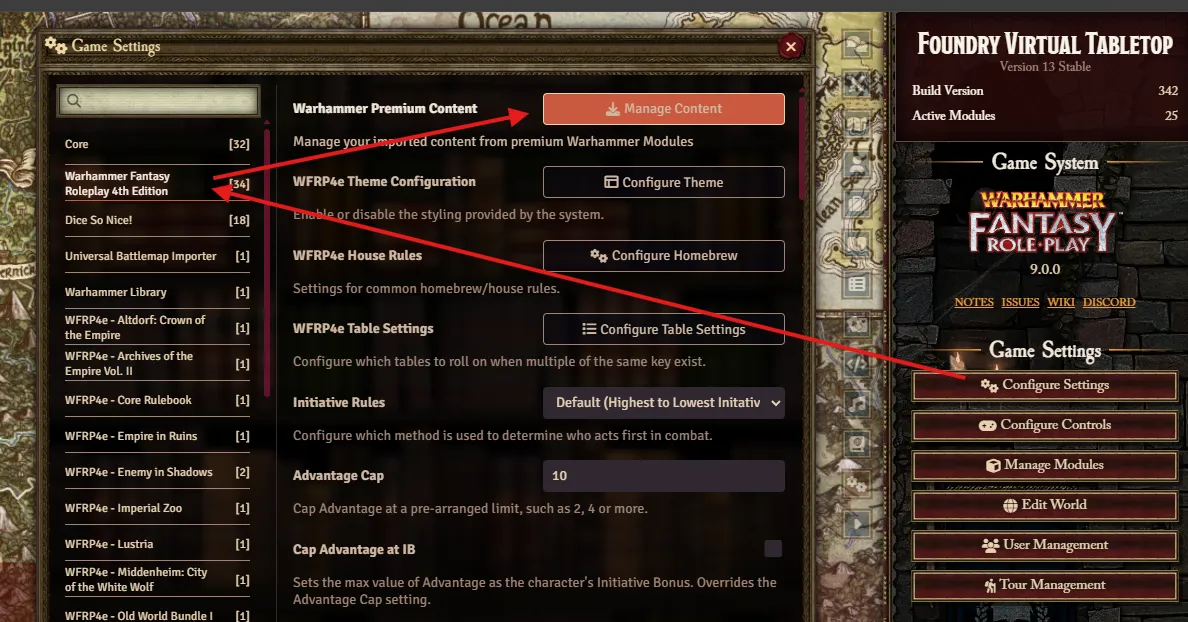 Ocean
Game Settings
Core [32]
Warhammer Fantasy
Roleplay 4th Edition [34]
Dice So Nice! [18]
Universal Battlemap Importer [1]
Warhammer Library [1]
WFRP4e - Altdorf: Crown of
the Empire [1]
WFRP4e - Archives of the
Empire Vol. II [1]
WFRP4e - Core Rulebook [1]
WFRP4e - Empire in Ruins [1]
WFRP4e - Enemy in Shadows [2]
WFRP4e - Imperial Zoo [1]
WFRP4e - Lustria [1]
WFRP4e - Middenheim: City
of the White Wolf [1]
WFRP4e - Old World Bundle I [1]
Warhammer Premium Content
Manage Content
Manage your imported content from premium Warhammer Modules
WFRP4e Theme Configuration
Configure Theme
Enable or disable the styling provided by the system.
WFRP4e House Rules
Configure Homebrew
Settings for common homebrew/house rules.
WFRP4e Table Settings
Configure Table Settings
Configure which tables to roll on when multiple of the same key exist.
Initiative Rules
Default (Highest to Lowest Initiativ
Configure which method is used to determine who acts first in combat.
Advantage Cap
10
Cap Advantage at a pre-arranged limit, such as 2, 4 or more.
Cap Advantage at IB
Sets the max value of Advantage as the character's Initiative Bonus. Overrides the
Advantage Cap setting.
Foundry Virtual Tabletop
Version 13 Stable
Build Version 342
Active Modules 25
Game System
WARHAMMER
FANTASY
ROLE·PLAY
9.0.0
NOTES ISSUES WIKI DISCORD
Game Settings
Configure Settings
Configure Controls
Manage Modules
Edit World
User Management
Tour Management